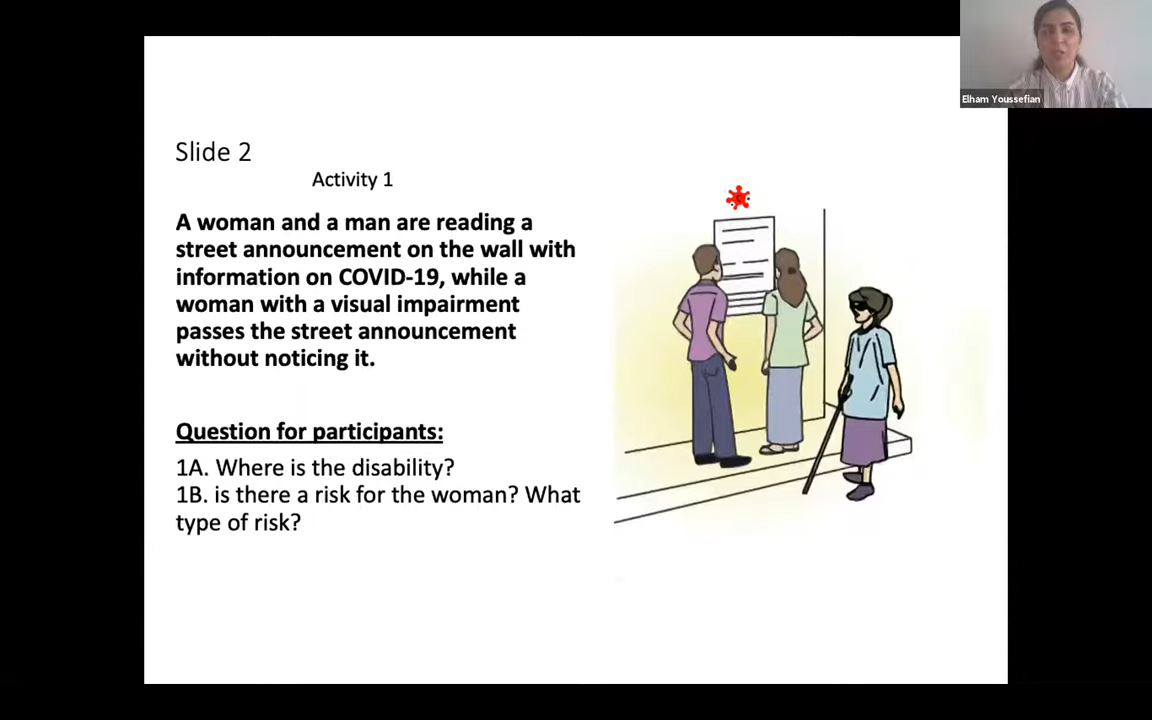 Elham Youssefian
Slide 2
Activity 1
A woman and a man are reading a
street announcement on the wall with
information on COVID-19, while a
woman with a visual impairment
passes the street announcement
without noticing it.
Question for participants:
1A. Where is the disability?
1B. is there a risk for the woman? What
type of risk?